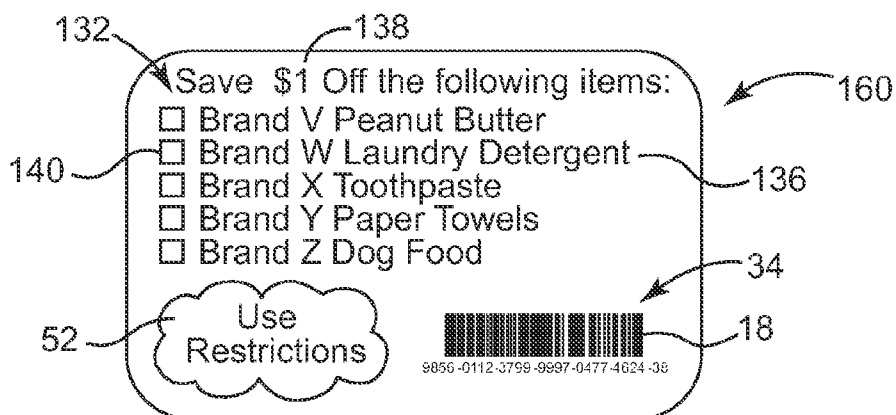 132
138
Save $1 Off the following items:
160
Brand V Peanut Butter
140
Brand W Laundry Detergent
136
Brand X Toothpaste
Brand Y Paper Towels
Brand Z Dog Food
34
52
Use
Restrictions
18
9856-0112-3799-9997-0477-4624-38